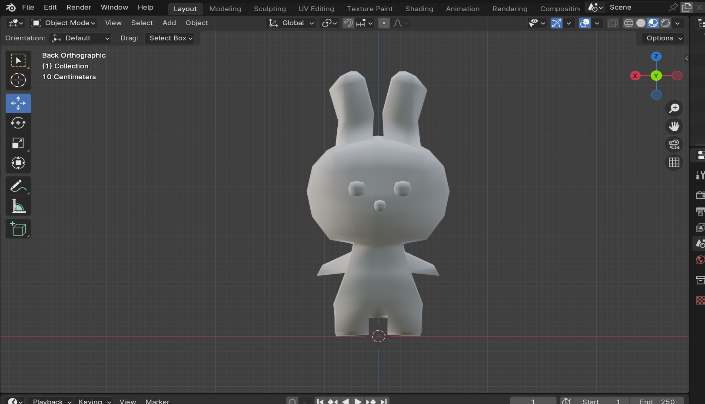 File Edit Render Window Help Layout Modeling Sculpting UV Editing Texture Paint Shading Animation Rendering Compositin Scene
Object Mode View Select Add Object Global
Orientation: Default Drag: Select Box Options
Back Orthographic
(1) Collection
10 Centimeters
Z
X Y
Playback Keying View Marker 1 Start 1 End 250